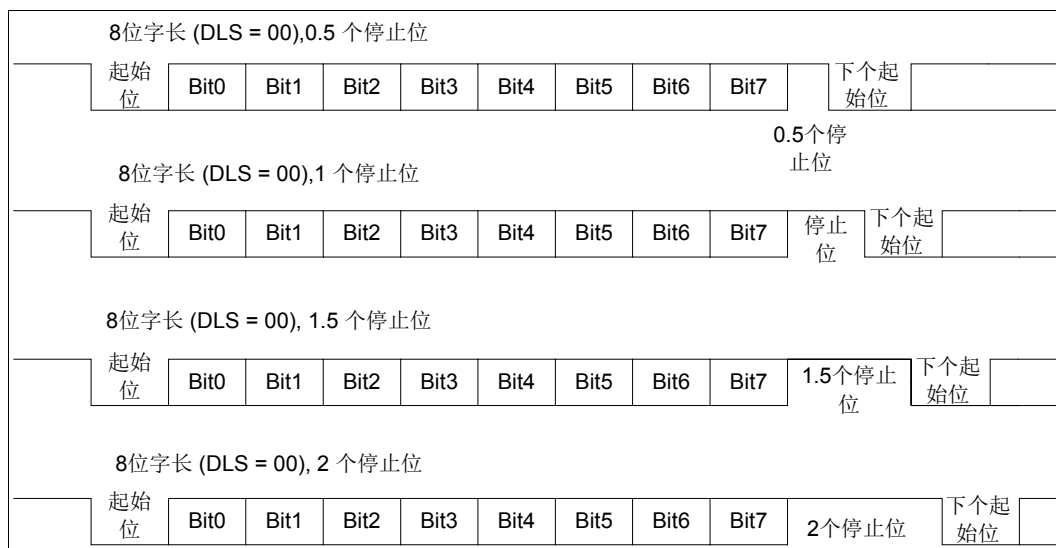 8位字长 (DLS = 00),0.5 个停止位
起始位 Bit0 Bit1 Bit2 Bit3 Bit4 Bit5 Bit6 Bit7 下个起始位
0.5个停止位
8位字长 (DLS = 00),1 个停止位
起始位 Bit0 Bit1 Bit2 Bit3 Bit4 Bit5 Bit6 Bit7 停止位 下个起始位
8位字长 (DLS = 00), 1.5 个停止位
起始位 Bit0 Bit1 Bit2 Bit3 Bit4 Bit5 Bit6 Bit7 1.5个停止位 下个起始位
8位字长 (DLS = 00), 2 个停止位
起始位 Bit0 Bit1 Bit2 Bit3 Bit4 Bit5 Bit6 Bit7 2个停止位 下个起始位